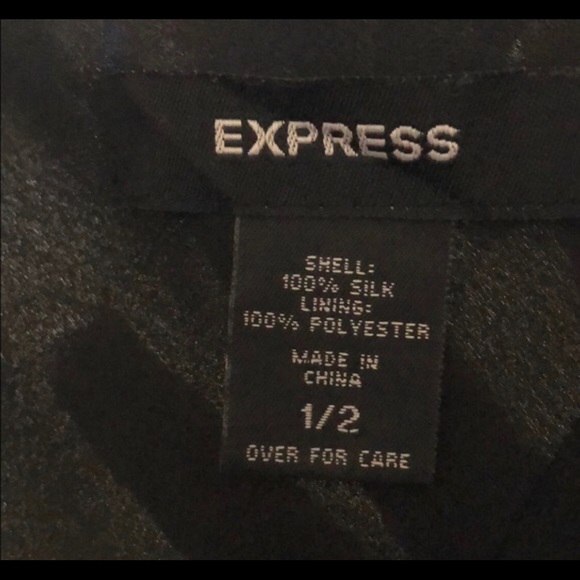 EXPRESS
SHELL:
100% SILK
LINING:
100% POLYESTER
MADE IN
CHINA
1/2
OVER FOR CARE